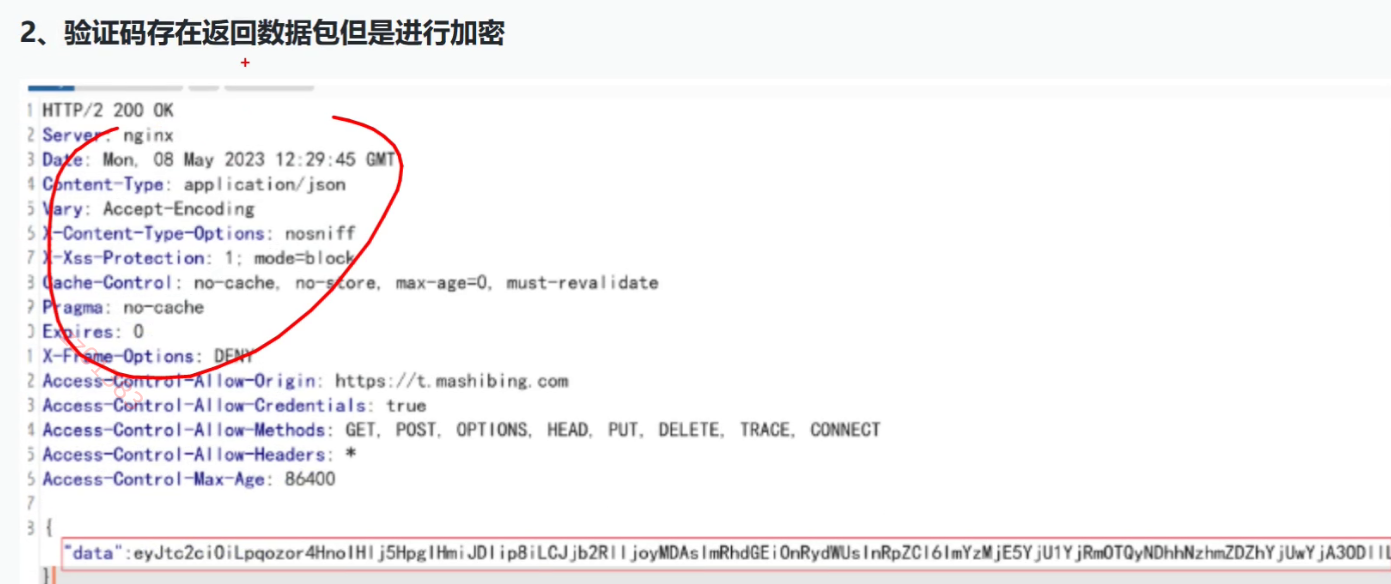 2、验证码存在返回数据包但是进行加密
1 HTTP/2 200 OK
2 Server: nginx
3 Date: Mon, 08 May 2023 12:29:45 GMT
4 Content-Type: application/json
5 Vary: Accept-Encoding
6 X-Content-Type-Options: nosniff
7 X-Xss-Protection: 1; mode=block
8 Cache-Control: no-cache, no-store, max-age=0, must-revalidate
9 Pragma: no-cache
0 Expires: 0
1 X-Frame-Options: DENY
2 Access-Control-Allow-Origin: https://t.mashibing.com
3 Access-Control-Allow-Credentials: true
4 Access-Control-Allow-Methods: GET, POST, OPTIONS, HEAD, PUT, DELETE, TRACE, CONNECT
5 Access-Control-Allow-Headers: *
6 Access-Control-Max-Age: 86400
7
8 {
"data":eyJtc2ciOiLpqozor4HnoIHlj5HpgIHmiJDlip8iLCJjb2RlIjoyMDAsImRhdGEiOnRydWUsInRpZCI6ImYzMjE5YjU1YjRmOTQyNDhhNzhmZDZhYjUwYjA3ODllL
}